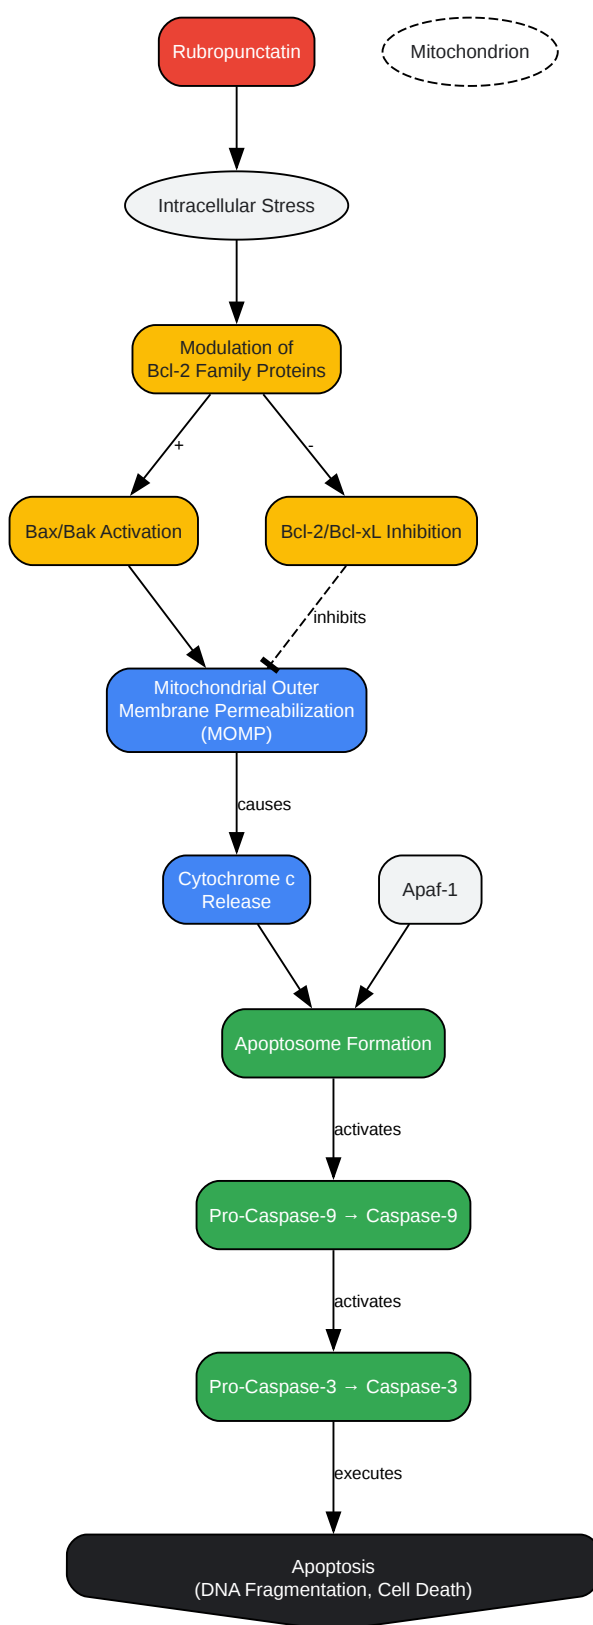 Rubropunctatin
Mitochondrion
Intracellular Stress
Modulation of
Bcl-2 Family Proteins
+
-
Bax/Bak Activation
Bcl-2/Bcl-xL Inhibition
inhibits
Mitochondrial Outer
Membrane Permeabilization
(MOMP)
causes
Cytochrome c
Release
Apaf-1
Apoptosome Formation
activates
Pro-Caspase-9 → Caspase-9
activates
Pro-Caspase-3 → Caspase-3
executes
Apoptosis
(DNA Fragmentation, Cell Death)